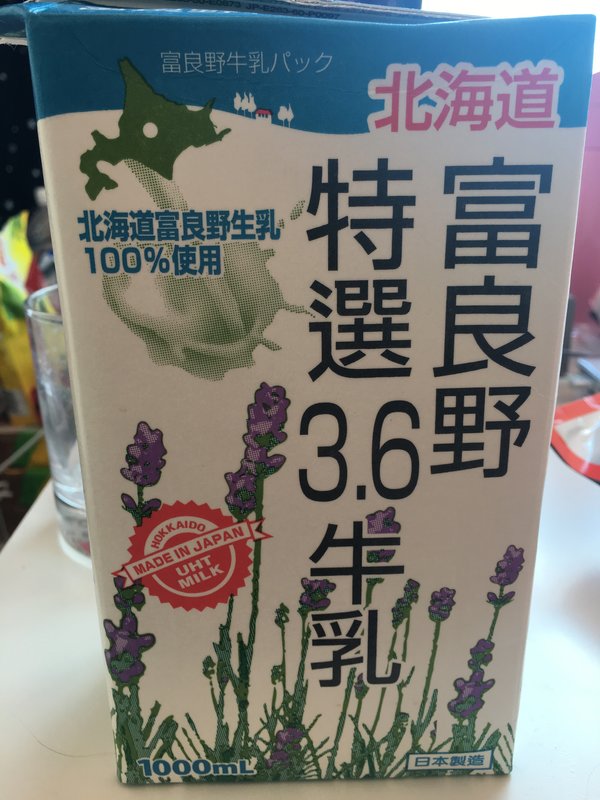 富良野牛乳パック
北海道
富良野
特選3.6牛乳
北海道富良野生乳
100%使用
HOKKAIDO
MADE IN JAPAN
UHT
MILK
1000mL
日本製造